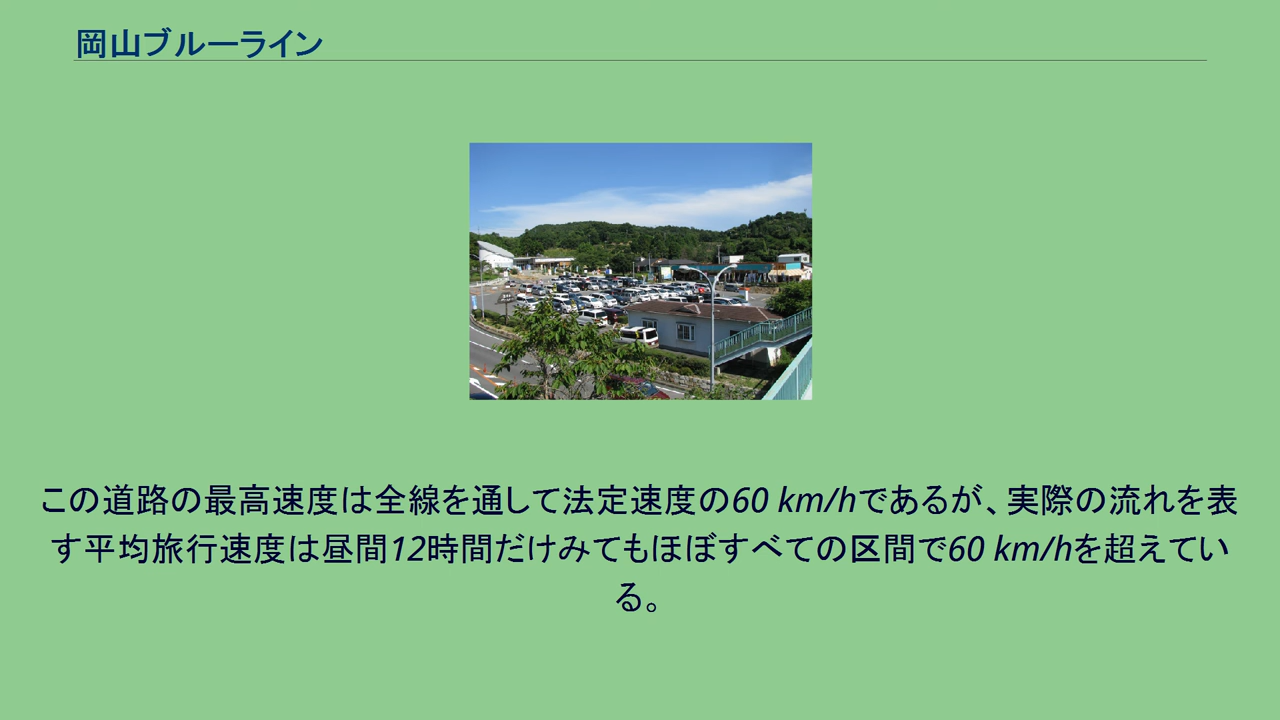 岡山ブルーライン
この道路の最高速度は全線を通して法定速度の60 km/hであるが、実際の流れを表
す平均旅行速度は昼間12時間だけみてもほぼすべての区間で60 km/hを超えてい
る。